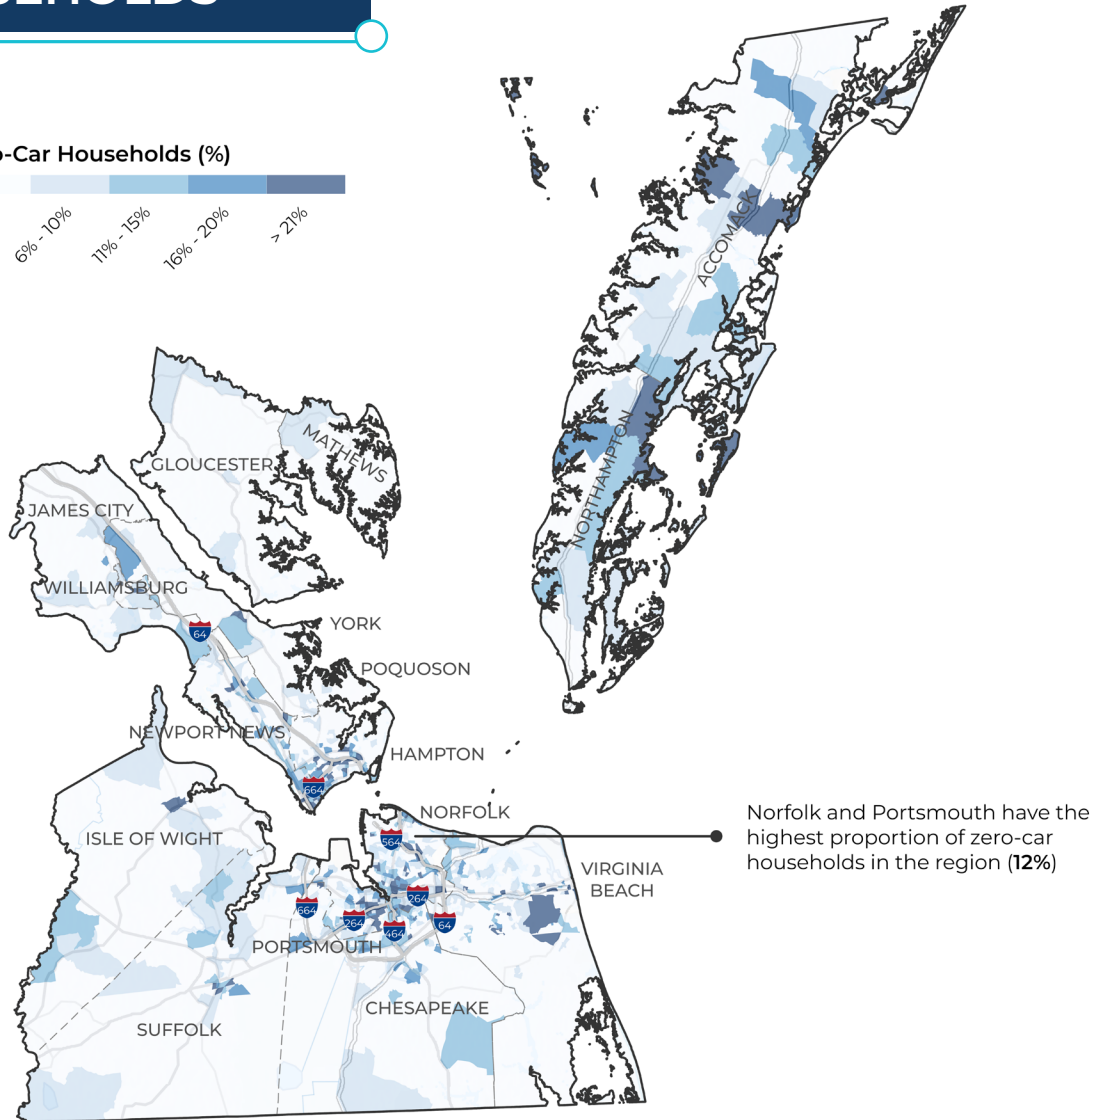 o-Car Households (%)
6% - 10%
11% - 15%
16% - 20%
> 21%
ACCOMACK
NORTHAMPTON
MATHEWS
GLOUCESTER
JAMES CITY
WILLIAMSBURG
64
YORK
POQUOSON
NEWPORT NEWS
HAMPTON
664
NORFOLK
564
Norfolk and Portsmouth have the
highest proportion of zero-car
households in the region (12%)
ISLE OF WIGHT
VIRGINIA
BEACH
664
264
264
464
64
PORTSMOUTH
CHESAPEAKE
SUFFOLK